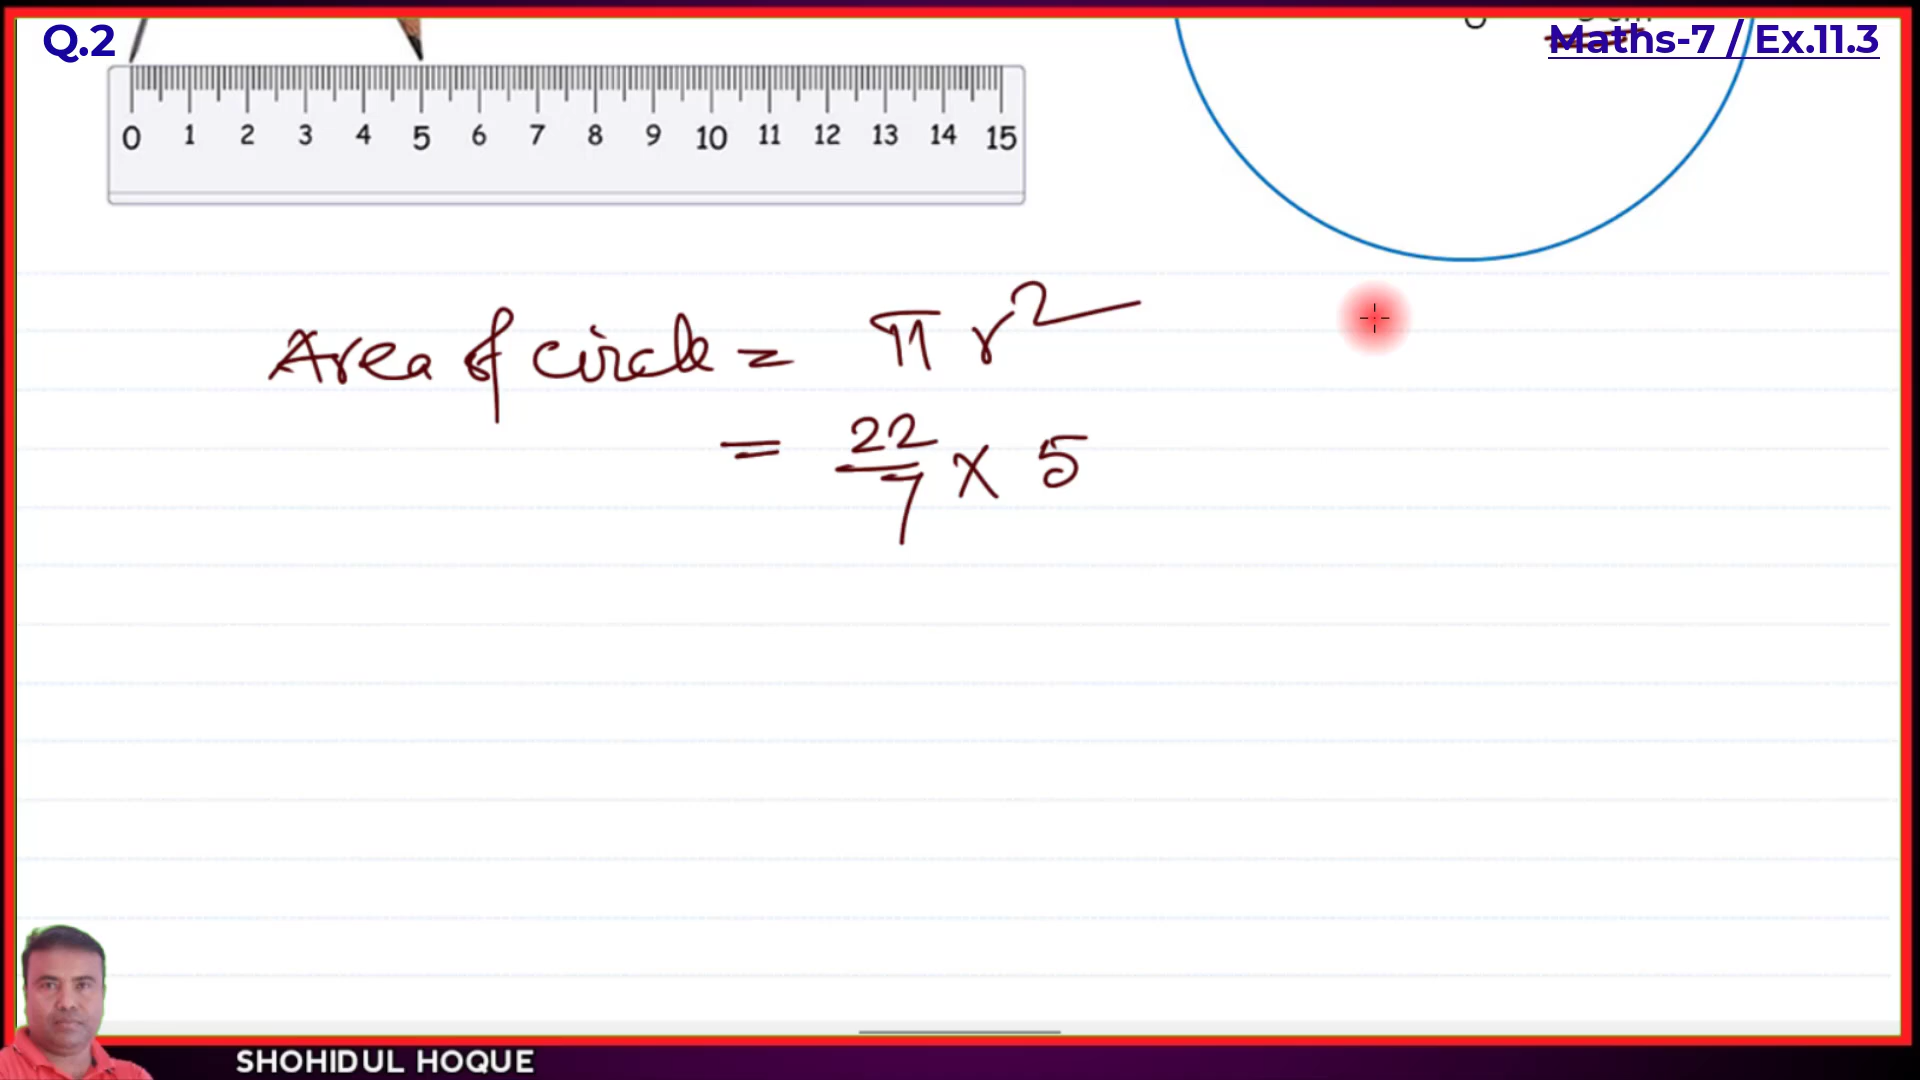 Q.2
Maths-7 / Ex.11.3
0 1 2 3 4 5 6 7 8 9 10 11 12 13 14 15
Area of circle = π r²
= 22/7 × 5
SHOHIDUL HOQUE